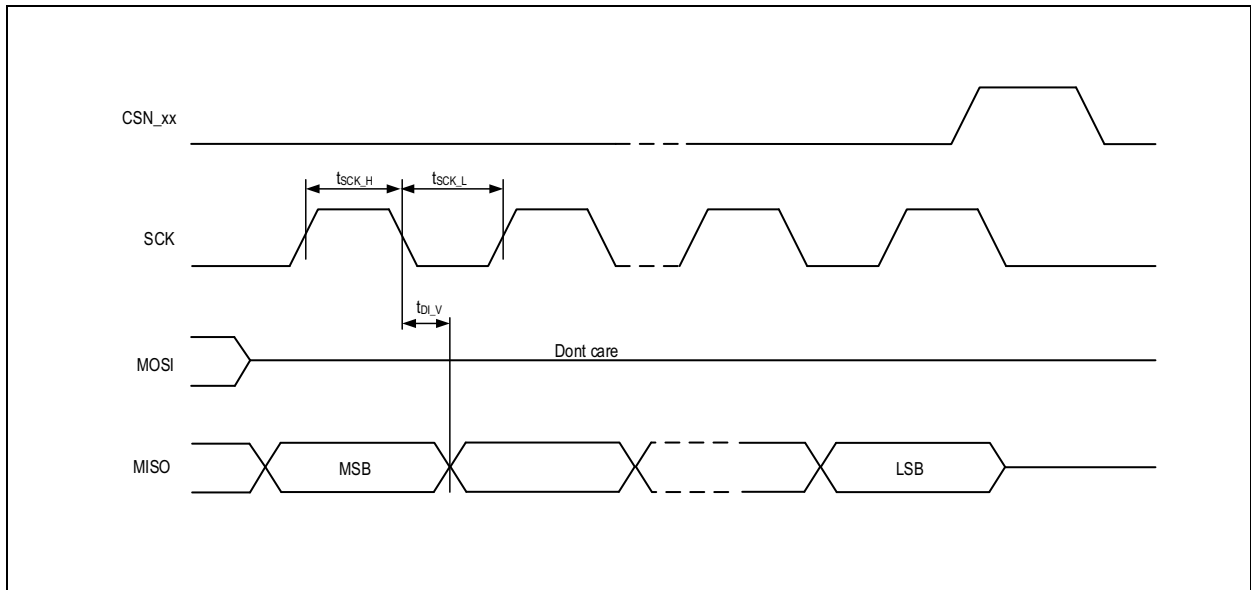 CSN_xx
tSCK_H
tSCK_L
SCK
tDI_V
Dont care
MOSI
MISO
MSB
LSB